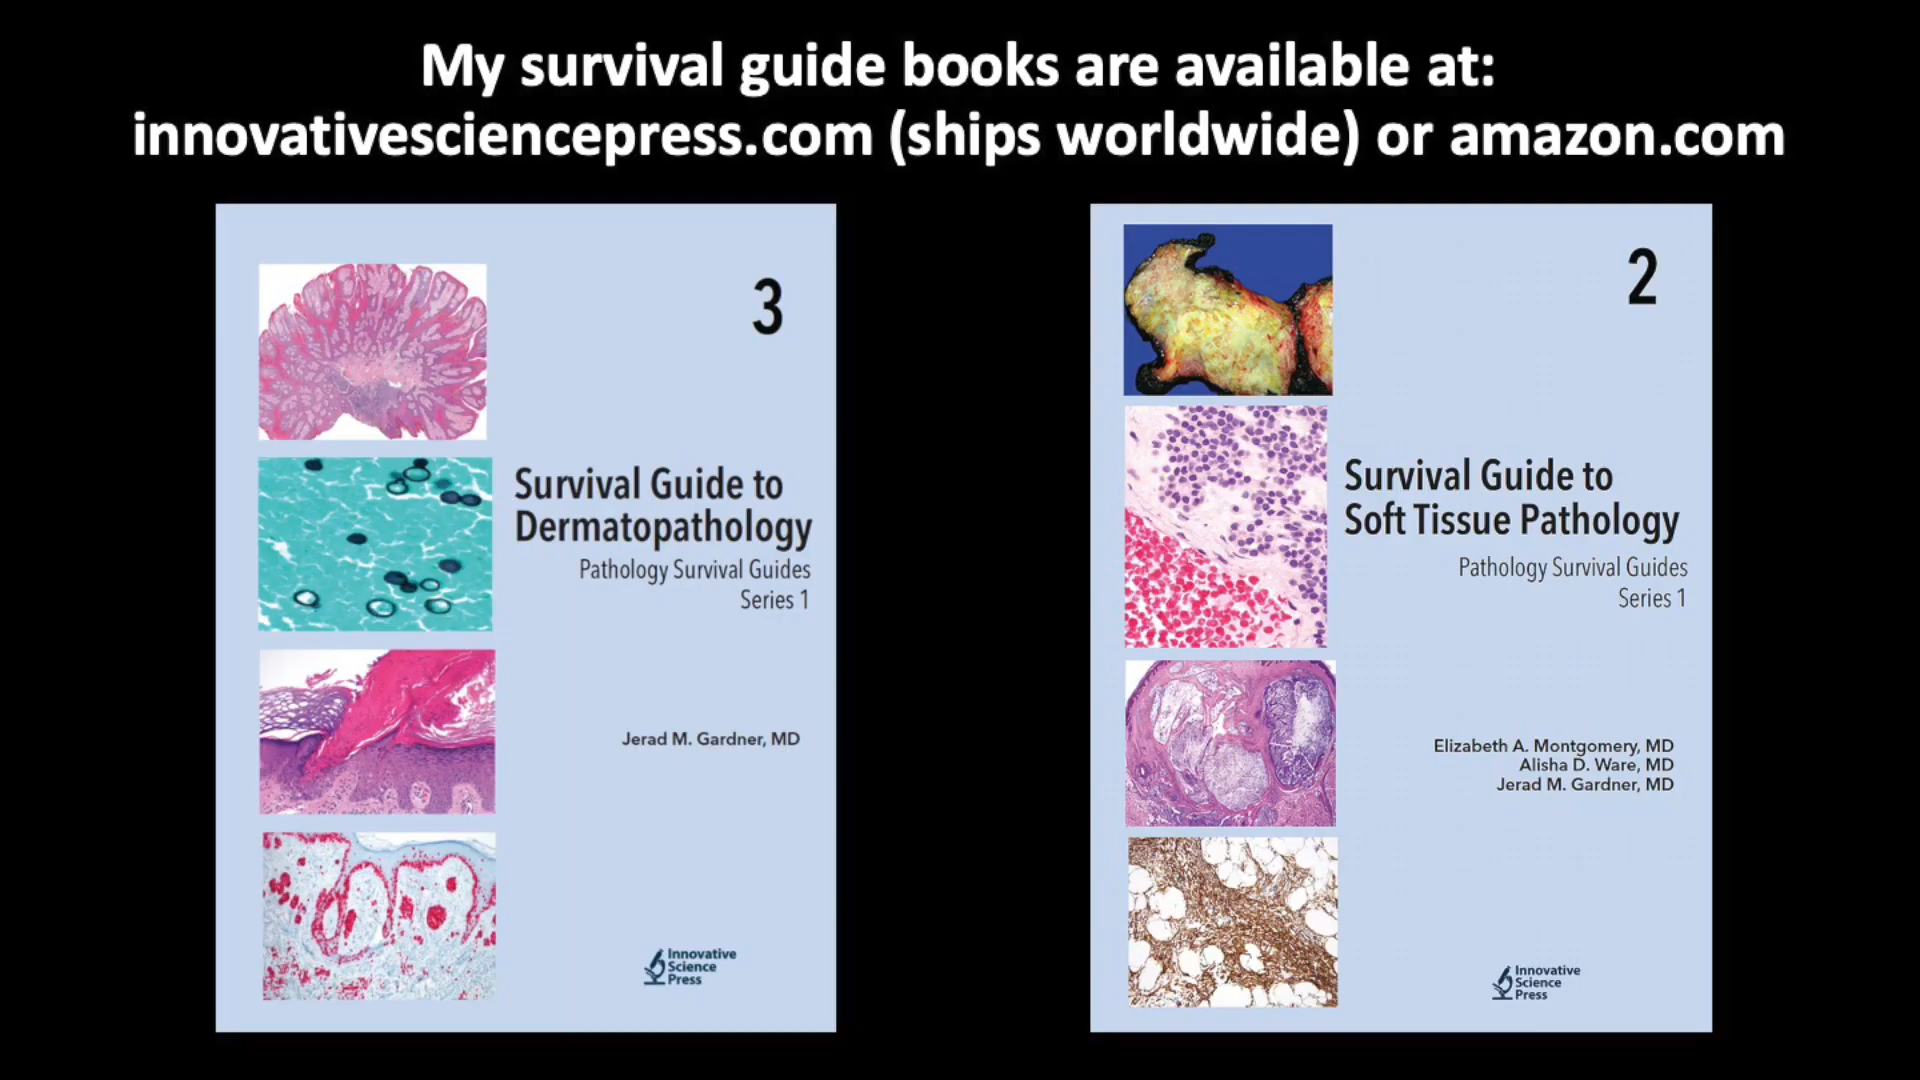 My survival guide books are available at:
innovativesciencepress.com (ships worldwide) or amazon.com
3
Survival Guide to
Dermatopathology
Pathology Survival Guides
Series 1
Jerad M. Gardner, MD
Innovative
Science
Press
2
Survival Guide to
Soft Tissue Pathology
Pathology Survival Guides
Series 1
Elizabeth A. Montgomery, MD
Alisha D. Ware, MD
Jerad M. Gardner, MD
Innovative
Science
Press